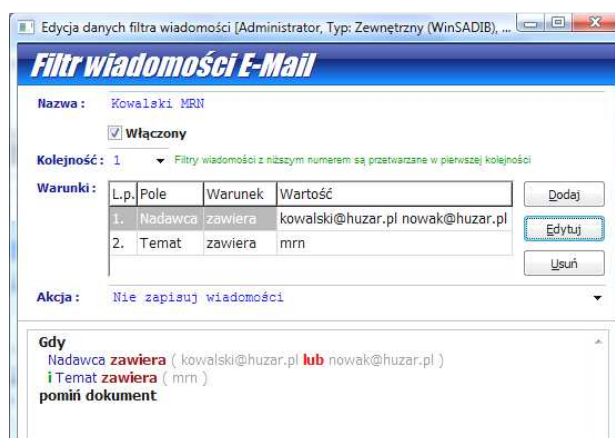 Edycja danych filtra wiadomości [Administrator, Typ: Zewnętrzny (WinSADIB), ...
Filtr wiadomości E-Mail
Nazwa : Kowalski MRN
Włączony
Kolejność : 1 Filtry wiadomości z niższym numerem są przetwarzane w pierwszej kolejności
Warunki : L.p. Pole Warunek Wartość Dodaj
1. Nadawca zawiera kowalski@huzar.pl nowak@huzar.pl Edytuj
2. Temat zawiera mrn
Usuń
Akcja : Nie zapisuj wiadomości
Gdy
Nadawca zawiera ( kowalski@huzar.pl lub nowak@huzar.pl )
i Temat zawiera ( mrn )
pomiń dokument